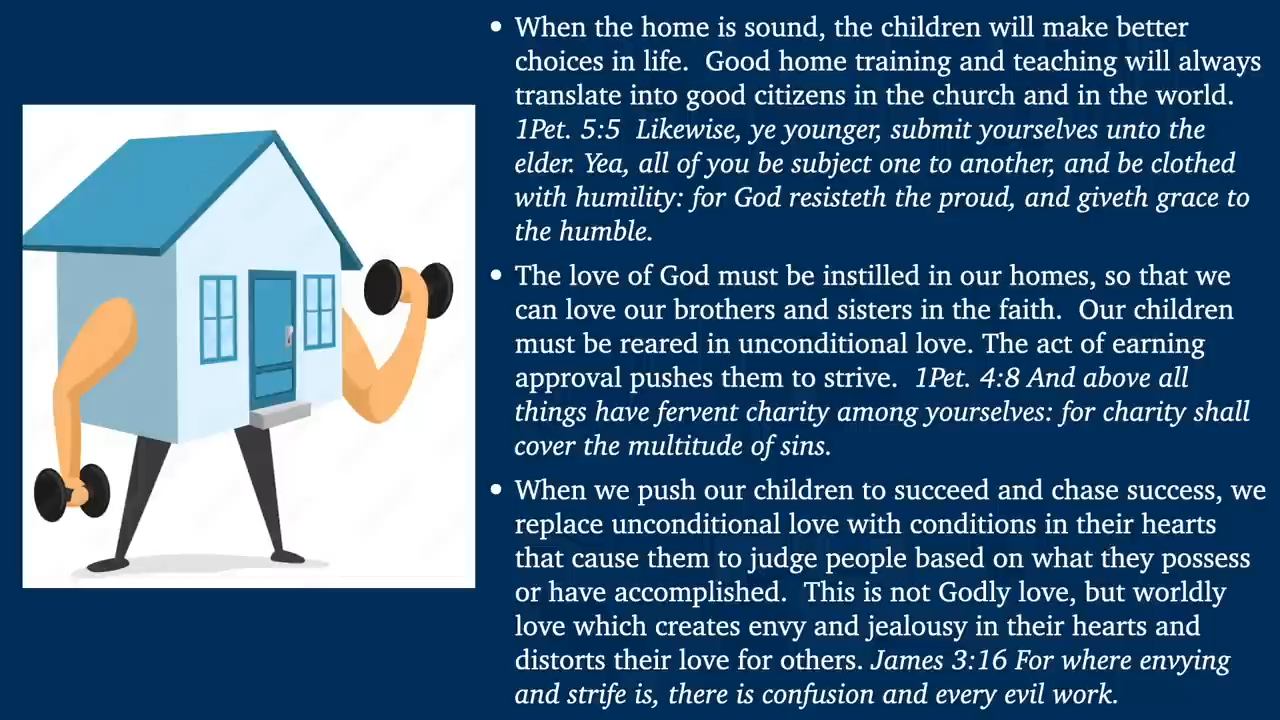 • When the home is sound, the children will make better
choices in life.  Good home training and teaching will always
translate into good citizens in the church and in the world.
1Pet. 5:5  Likewise, ye younger, submit yourselves unto the
elder. Yea, all of you be subject one to another, and be clothed
with humility: for God resisteth the proud, and giveth grace to
the humble.
• The love of God must be instilled in our homes, so that we
can love our brothers and sisters in the faith.  Our children
must be reared in unconditional love. The act of earning
approval pushes them to strive.  1Pet. 4:8 And above all
things have fervent charity among yourselves: for charity shall
cover the multitude of sins.
• When we push our children to succeed and chase success, we
replace unconditional love with conditions in their hearts
that cause them to judge people based on what they possess
or have accomplished.  This is not Godly love, but worldly
love which creates envy and jealousy in their hearts and
distorts their love for others. James 3:16 For where envying
and strife is, there is confusion and every evil work.